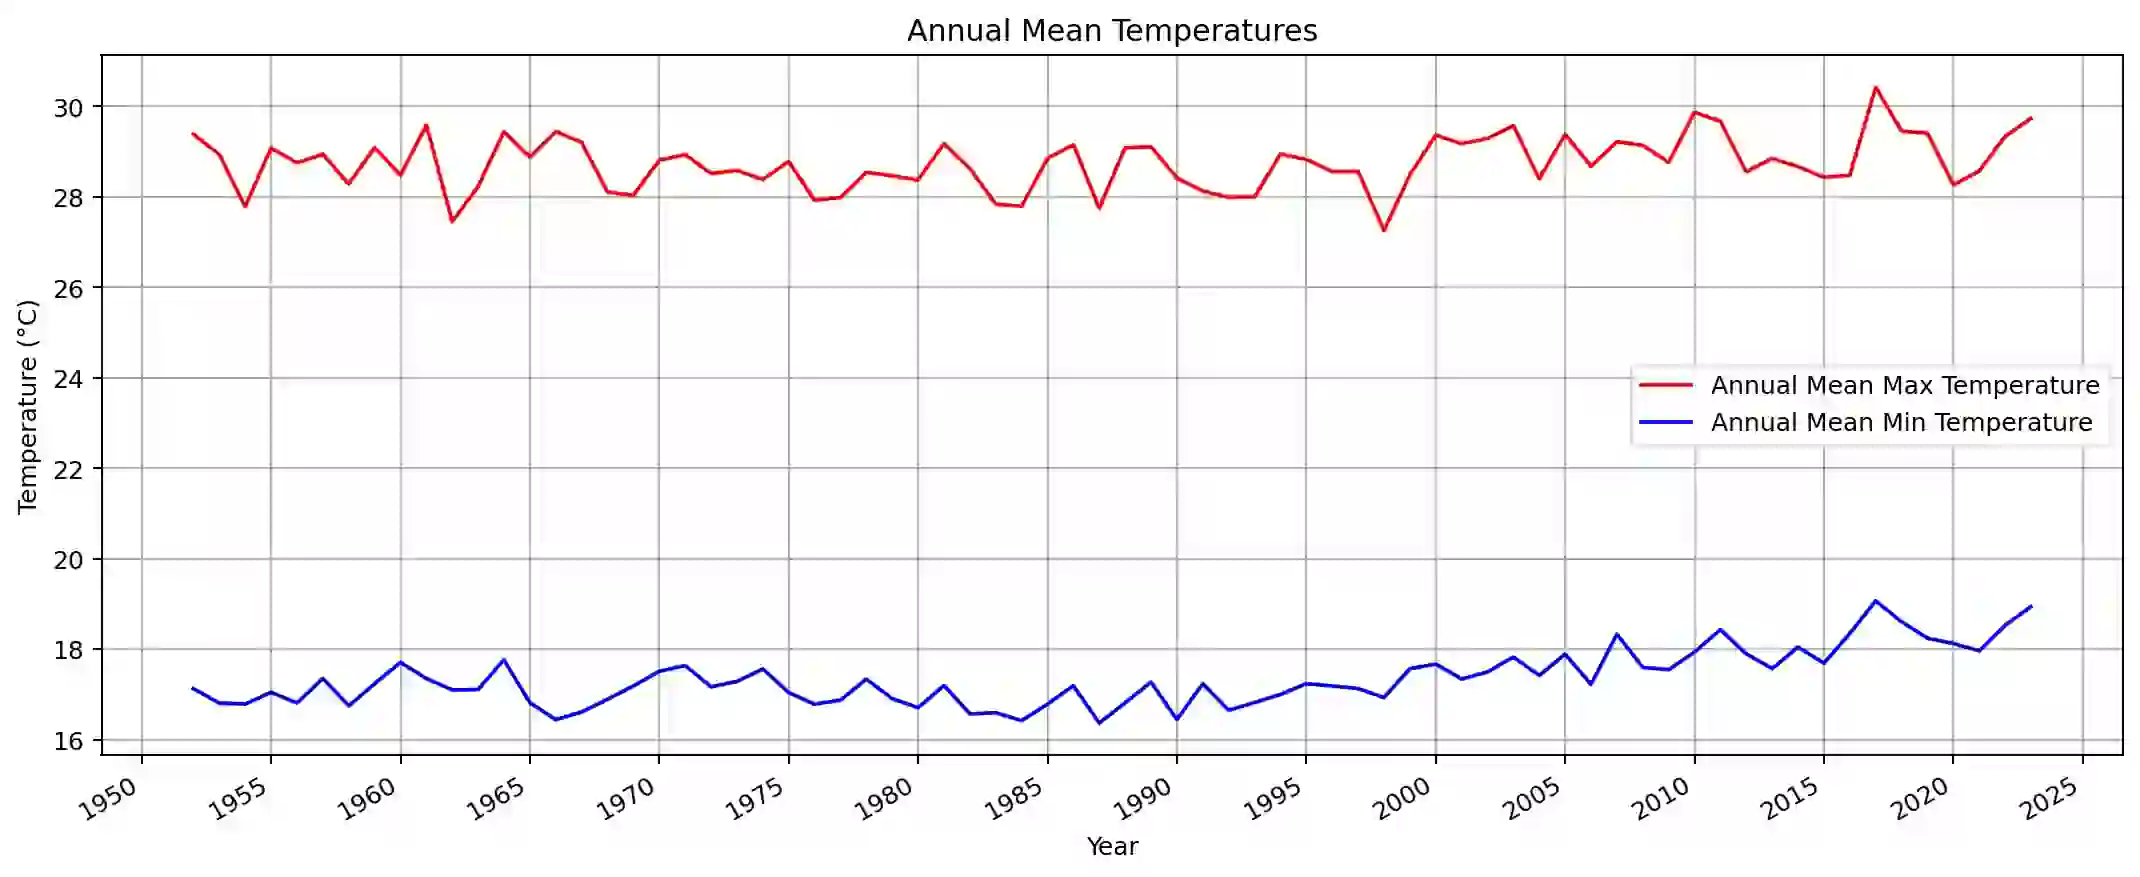 Annual Mean Temperatures
30
28
26
24
22
20
18
16
Temperature (°C)
Annual Mean Max Temperature
Annual Mean Min Temperature
1950 1955 1960 1965 1970 1975 1980 1985 1990 1995 2000 2005 2010 2015 2020 2025
Year